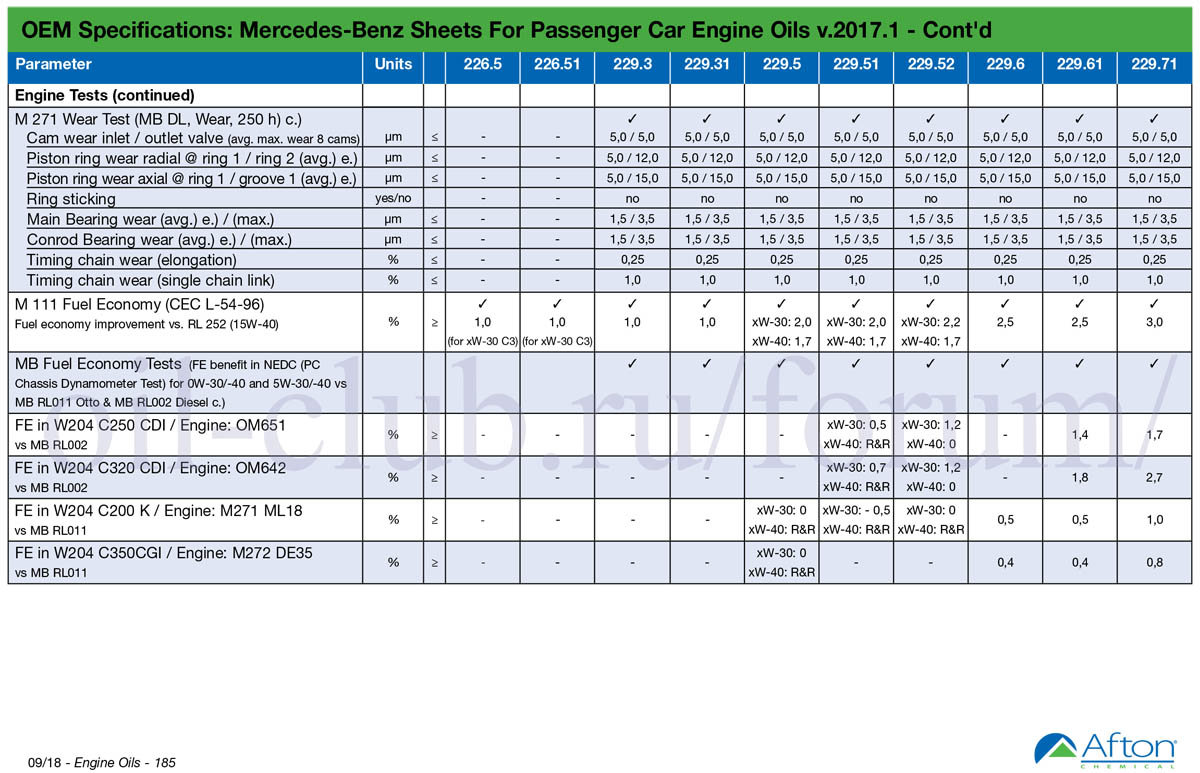 OEM Specifications: Mercedes-Benz Sheets For Passenger Car Engine Oils v.2017.1 - Cont'd
Parameter Units 226.5 226.51 229.3 229.31 229.5 229.51 229.52 229.6 229.61 229.71
Engine Tests (continued)
M 271 Wear Test (MB DL, Wear, 250 h) c.) ✓ ✓ ✓ ✓ ✓ ✓ ✓ ✓
Cam wear inlet / outlet valve (avg. max. wear 8 cams) µm ≤ - - 5,0 / 5,0 5,0 / 5,0 5,0 / 5,0 5,0 / 5,0 5,0 / 5,0 5,0 / 5,0 5,0 / 5,0 5,0 / 5,0
Piston ring wear radial @ ring 1 / ring 2 (avg.) e.) µm ≤ - - 5,0 / 12,0 5,0 / 12,0 5,0 / 12,0 5,0 / 12,0 5,0 / 12,0 5,0 / 12,0 5,0 / 12,0 5,0 / 12,0
Piston ring wear axial @ ring 1 / groove 1 (avg.) e.) µm ≤ - - 5,0 / 15,0 5,0 / 15,0 5,0 / 15,0 5,0 / 15,0 5,0 / 15,0 5,0 / 15,0 5,0 / 15,0 5,0 / 15,0
Ring sticking yes/no - - no no no no no no no no
Main Bearing wear (avg.) e.) / (max.) µm ≤ - - 1,5 / 3,5 1,5 / 3,5 1,5 / 3,5 1,5 / 3,5 1,5 / 3,5 1,5 / 3,5 1,5 / 3,5 1,5 / 3,5
Conrod Bearing wear (avg.) e.) / (max.) µm ≤ - - 1,5 / 3,5 1,5 / 3,5 1,5 / 3,5 1,5 / 3,5 1,5 / 3,5 1,5 / 3,5 1,5 / 3,5 1,5 / 3,5
Timing chain wear (elongation) % ≤ - - 0,25 0,25 0,25 0,25 0,25 0,25 0,25 0,25
Timing chain wear (single chain link) % ≤ - - 1,0 1,0 1,0 1,0 1,0 1,0 1,0 1,0
M 111 Fuel Economy (CEC L-54-96) ✓ ✓ ✓ ✓ ✓ ✓ ✓ ✓ ✓ ✓
Fuel economy improvement vs. RL 252 (15W-40) % ≥ 1,0 1,0 1,0 1,0 xW-30: 2,0 xW-30: 2,0 xW-30: 2,2 2,5 2,5 3,0
(for xW-30 C3) (for xW-30 C3) xW-40: 1,7 xW-40: 1,7 xW-40: 1,7
MB Fuel Economy Tests (FE benefit in NEDC (PC ✓ ✓ ✓ ✓ ✓ ✓ ✓ ✓
Chassis Dynamometer Test) for 0W-30/-40 and 5W-30/-40 vs
MB RL011 Otto & MB RL002 Diesel c.)
oil-club.ru/forum/
FE in W204 C250 CDI / Engine: OM651 xW-30: 0,5 xW-30: 1,2
% ≥ - - - - - - 1,4 1,7
vs MB RL002 xW-40: R&R xW-40: 0
FE in W204 C320 CDI / Engine: OM642 xW-30: 0,7 xW-30: 1,2
% ≥ - - - - - - 1,8 2,7
vs MB RL002 xW-40: R&R xW-40: 0
FE in W204 C200 K / Engine: M271 ML18 xW-30: 0 xW-30: - 0,5 xW-30: 0
% ≥ - - - - 0,5 0,5 1,0
vs MB RL011 xW-40: R&R xW-40: R&R xW-40: R&R
FE in W204 C350CGI / Engine: M272 DE35 xW-30: 0
% ≥ - - - - - - 0,4 0,4 0,8
vs MB RL011 xW-40: R&R
09/18 - Engine Oils - 185
Afton
CHEMICAL